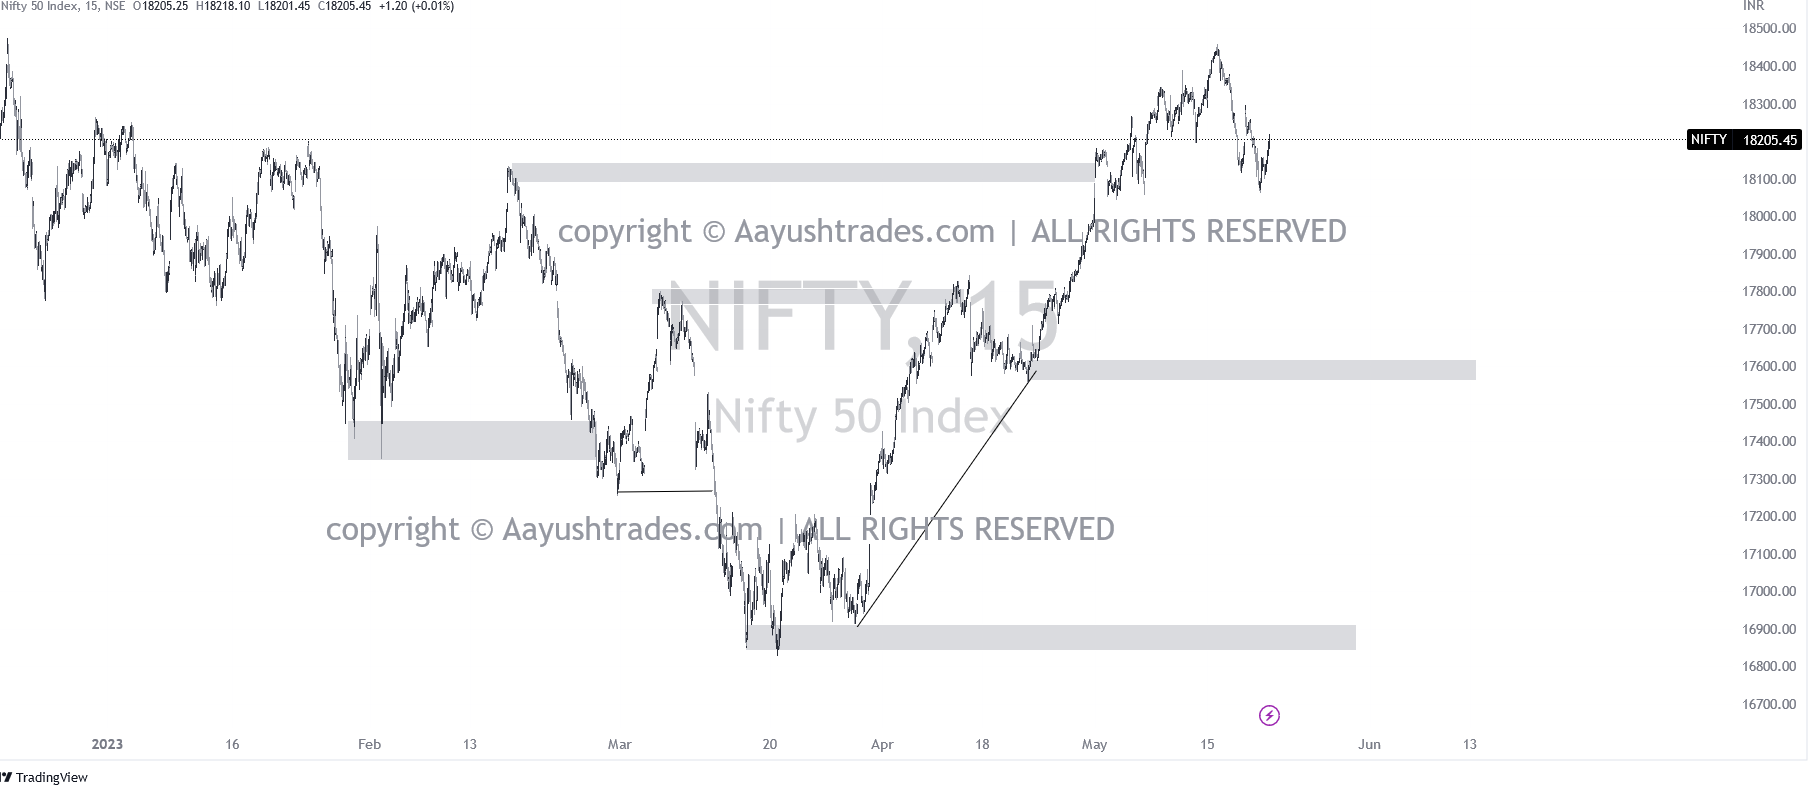 Nifty 50 Index, 15, NSE O18205.25 H18218.10 L18201.45 C18205.45 +1.20 (+0.01%)
INR
18500.00
18400.00
18300.00
NIFTY 18205.45
18100.00
18000.00
copyright © Aayushtrades.com | ALL RIGHTS RESERVED
17900.00
17800.00
NIFTY, 15
17700.00
17600.00
17500.00
Nifty 50 Index
17400.00
17300.00
17200.00
copyright © Aayushtrades.com | ALL RIGHTS RESERVED
17100.00
17000.00
16900.00
16800.00
16700.00
2023 16 Feb 13 Mar 20 Apr 18 May 15 Jun 13
TradingView